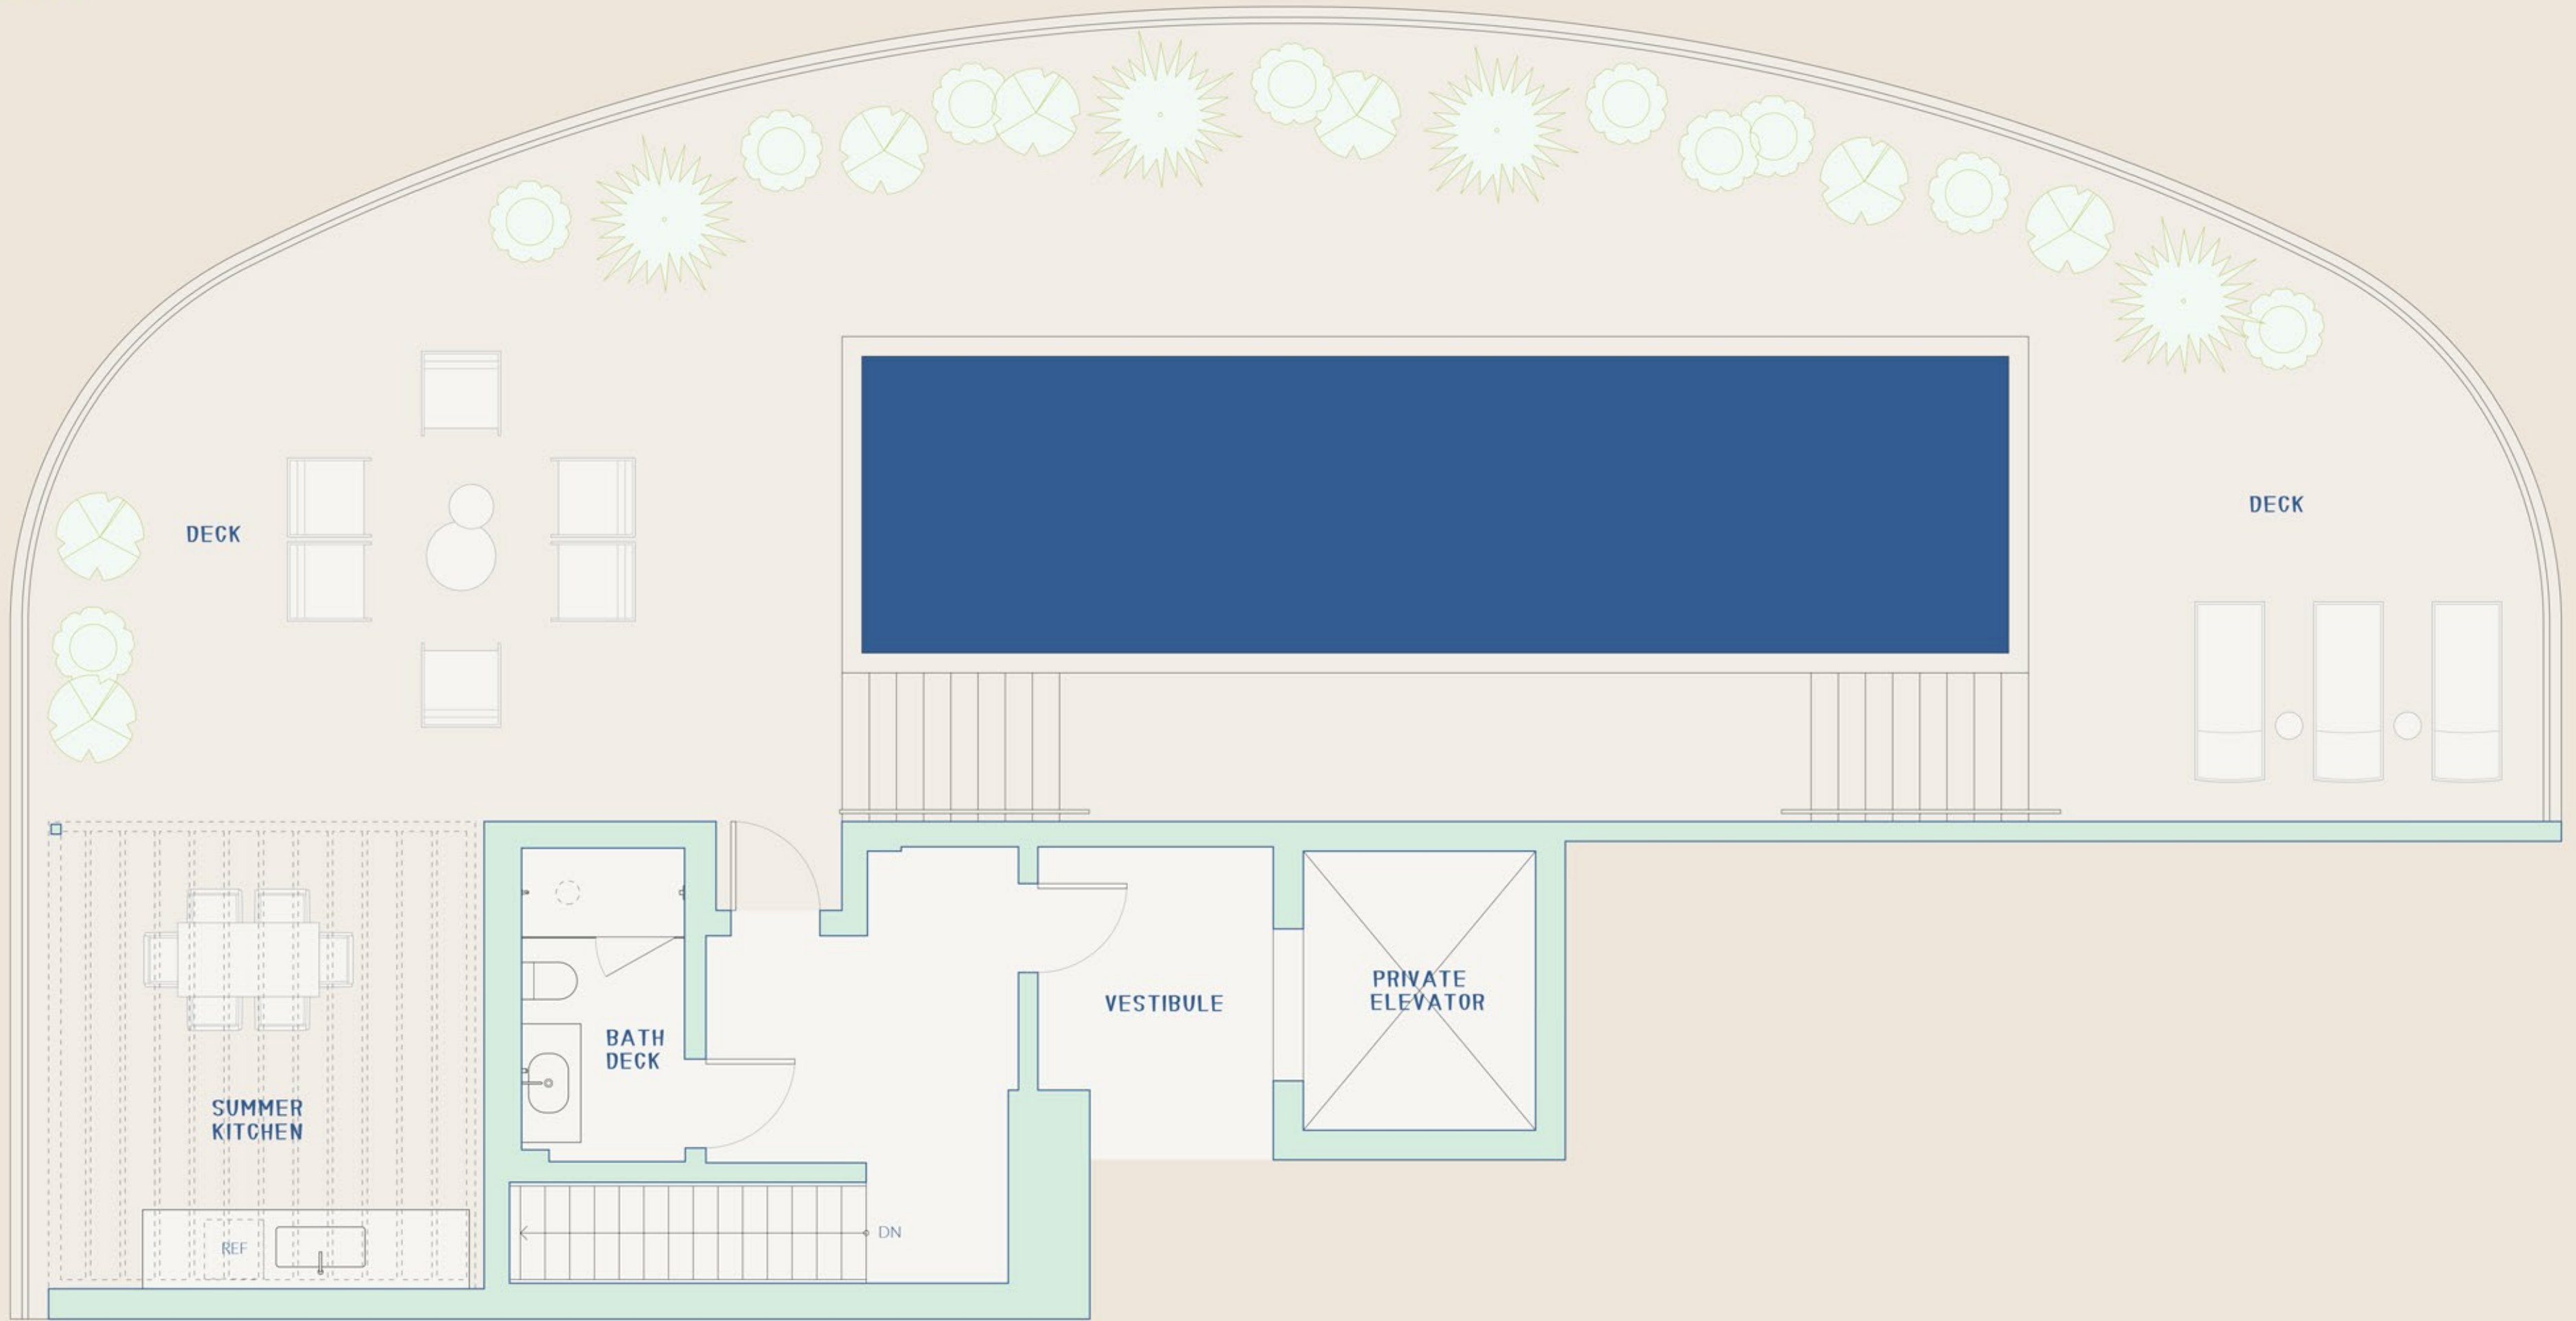 DECK
DECK
PRIVATE
ELEVATOR
VESTIBULE
BATH
DECK
SUMMER
KITCHEN
DN
REF